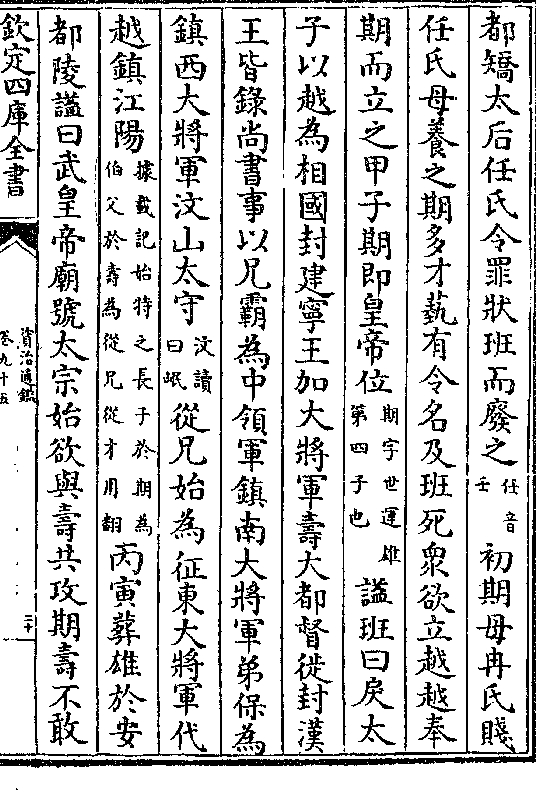 都矯太后任氏令罪狀班而廢之任音壬初期母冉氏賤
任氏母養之期多才藝有令名及班死衆欲立越越奉
期而立之甲子期即皇帝位期字世運雄第四子也諡班曰戾太
子以越為相國封建寧王加大將軍壽大都督徙封漢
王皆錄尚書事以兄霸為中領軍鎮南大將軍弟保為
鎮西大將軍汶山太守汶讀曰岷從兄始為征東大將軍代
越鎮江陽據載記始特之長子於期為伯父於壽為從兄從才用翻丙寅葬雄於安
都陵諡曰武皇帝廟號太宗始欲與壽共攻期壽不敢
欽定四庫全書
資治通鑑
卷九十五
二十